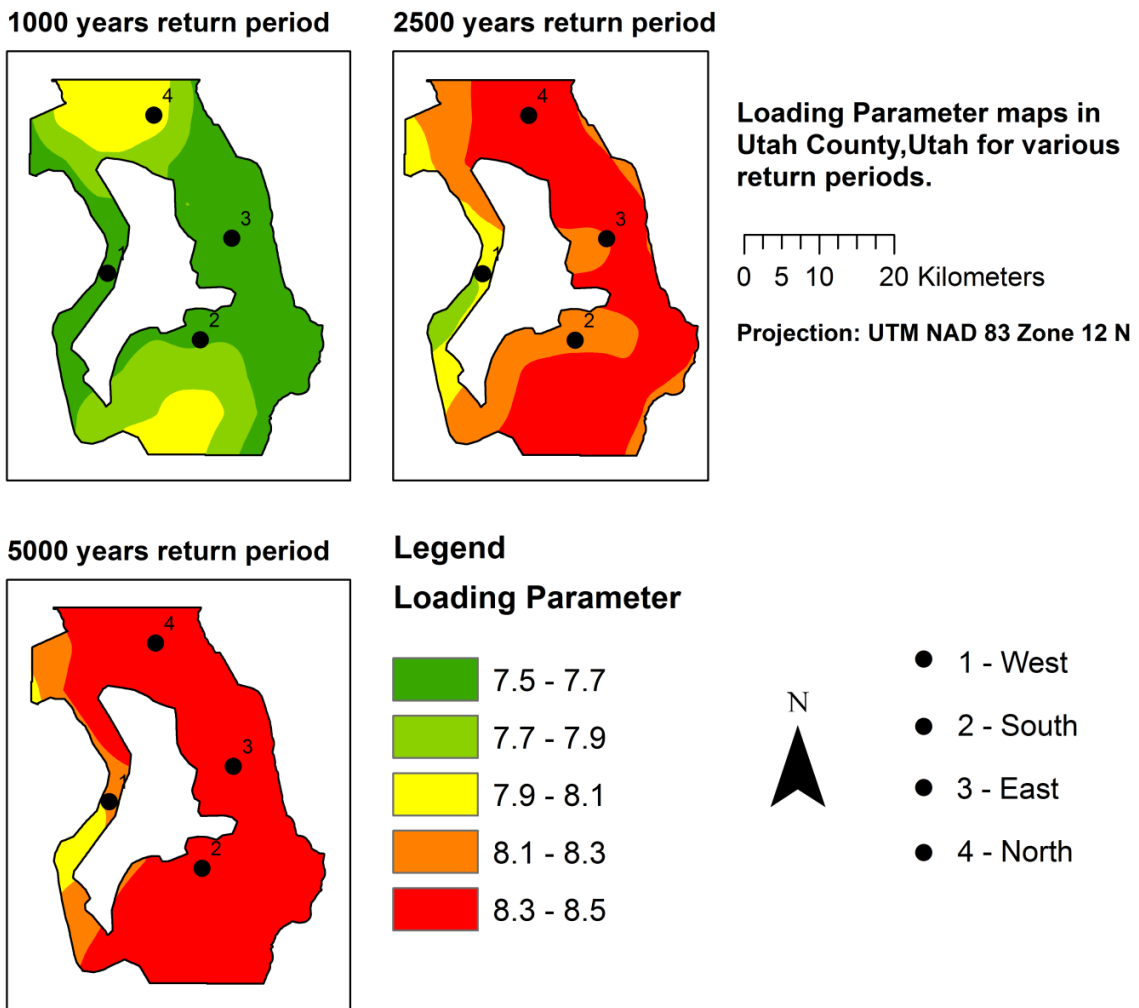 1000 years return period
4
3
1
2
2500 years return period
4
3
1
2
Loading Parameter maps in
Utah County,Utah for various
return periods.
0 5 10 20 Kilometers
Projection: UTM NAD 83 Zone 12 N
5000 years return period
4
3
1
2
Legend
Loading Parameter
7.5 - 7.7
7.7 - 7.9
7.9 - 8.1
8.1 - 8.3
8.3 - 8.5
N
1 - West
2 - South
3 - East
4 - North